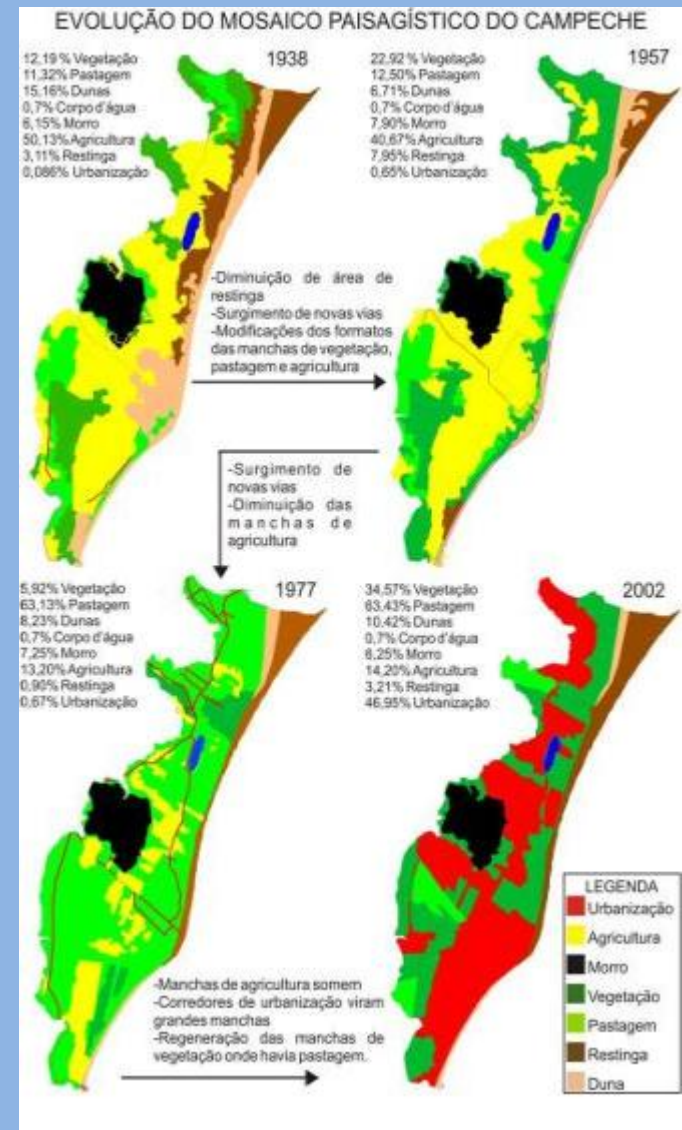 EVOLUÇÃO DO MOSAICO PAISAGÍSTICO DO CAMPECHE
1938
12,19 % Vegetação
11,32% Pastagem
15,16% Dunas
0,7% Corpo d'água
6,15% Morro
50,13% Agricultura
3,11% Restinga
0,086% Urbanização
1957
22,92 % Vegetação
12,50% Pastagem
6,71% Dunas
0,7% Corpo d'água
7,90% Morro
40,67% Agricultura
7,95% Restinga
0,65% Urbanização
-Diminuição de área de
restinga
-Surgimento de novas vias
-Modificações dos formatos
das manchas de vegetação,
pastagem e agricultura
-Surgimento de
novas vias
-Diminuição das
manchas de
agricultura
1977
5,92% Vegetação
63,13% Pastagem
8,23% Dunas
0,7% Corpo d'água
7,25% Morro
13,20% Agricultura
0,90% Restinga
0,67% Urbanização
2002
34,57% Vegetação
63,43% Pastagem
10,42% Dunas
0,7% Corpo d'água
6,25% Morro
14,20% Agricultura
3,21% Restinga
46,95% Urbanização
-Manchas de agricultura somem
-Corredores de urbanização viram
grandes manchas
-Regeneração das manchas de
vegetação onde havia pastagem.
LEGENDA
Urbanização
Agricultura
Morro
Vegetação
Pastagem
Restinga
Duna